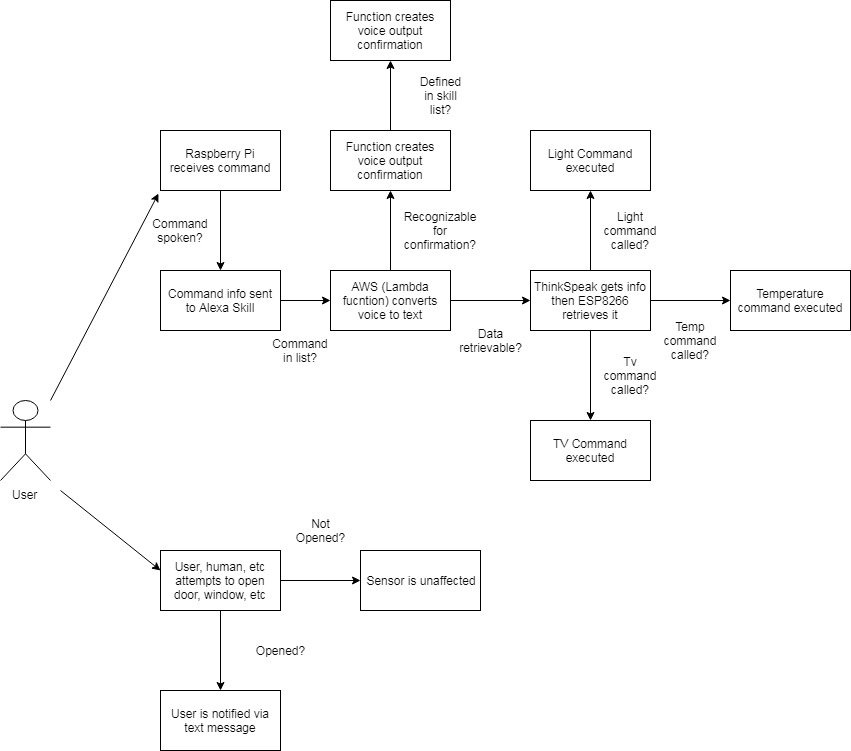 Function creates
voice output
confirmation
Defined
in skill
list?
Raspberry Pi
receives command
Function creates
voice output
confirmation
Light Command
executed
Command
spoken?
Recognizable
for
confirmation?
Light
command
called?
Command info sent
to Alexa Skill
AWS (Lambda
fucntion) converts
voice to text
ThinkSpeak gets info
then ESP8266
retrieves it
Temperature
command executed
Command
in list?
Data
retrievable?
Temp
command
called?
Tv
command
called?
TV Command
executed
User
Not
Opened?
User, human, etc
attempts to open
door, window, etc
Sensor is unaffected
Opened?
User is notified via
text message